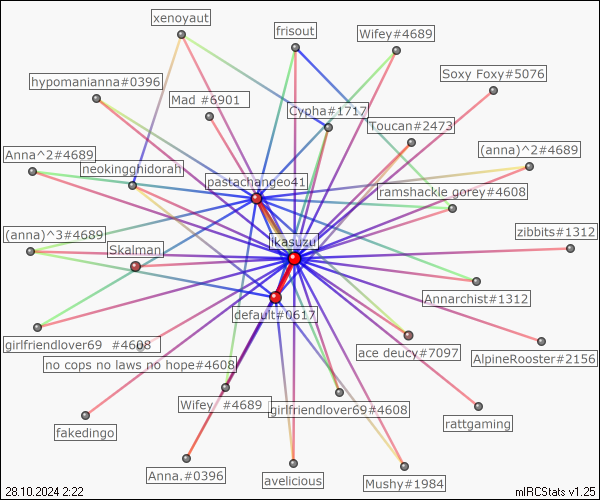 xenoyaut
frisout
Wifey#4689
Soxy Foxy#5076
hypomanianna#0396
Mad #6901
Cypha#1717
Toucan#2473
Anna^2#4689
neokingghidorah
(anna)^2#4689
pastachangeo41
ranshackle gorey#4608
(anna)^3#4689
Skalman
jkasuzu
zibbits#1312
Annarchist#1312
default#0617
girlfriendlover69 #4608
ace deucy#7097
AlpineRooster#2156
no cops no laws no hope#4608
Wifey #4689
girlfriendlover69#4608
rattgaming
fakedingo
Anna.#0396
avelicious
Mushy#1984
28.10.2024 2:22
mIRCStats v1.25